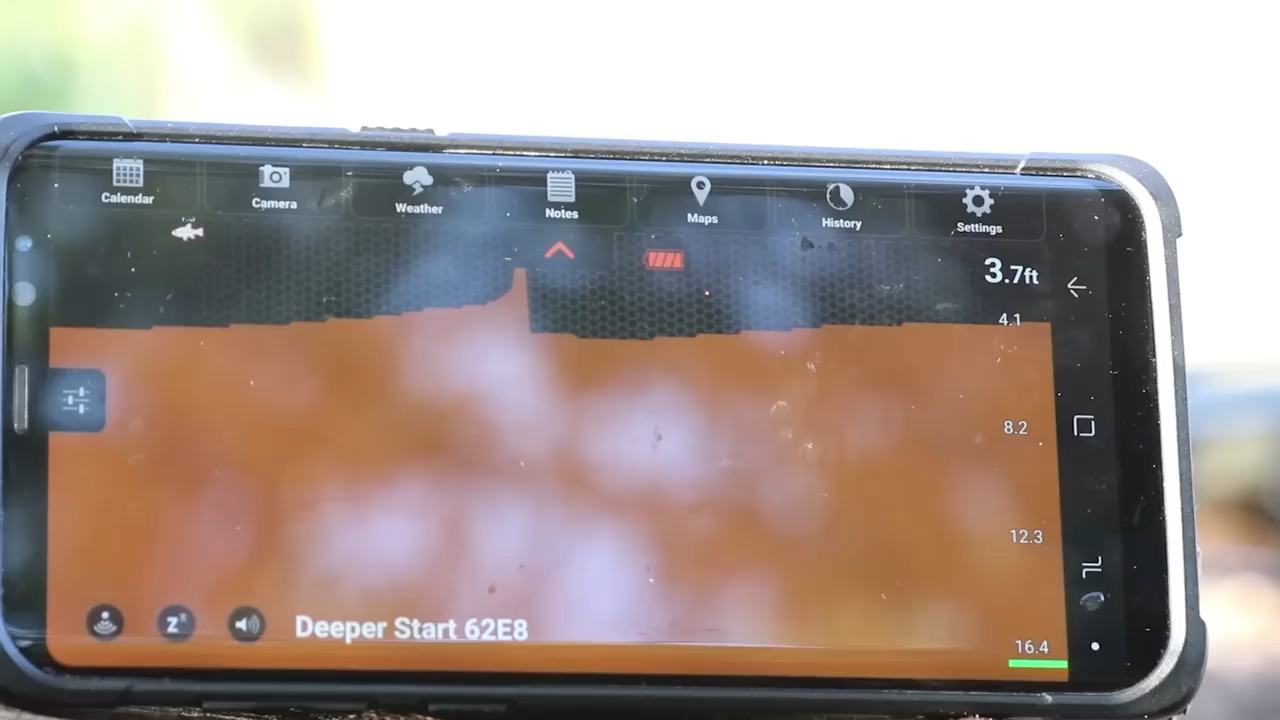 Calendar
Camera
Weather
Notes
Maps
History
Settings
3.7ft
4.1
8.2
12.3
16.4
Zz
Deeper Start 62E8